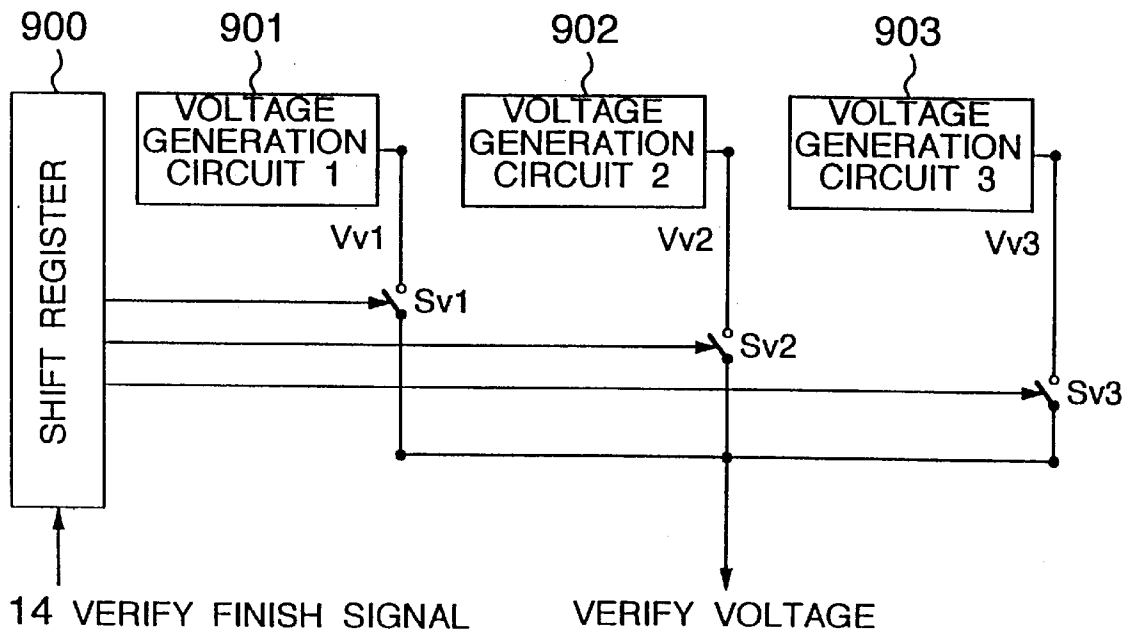 900
901
902
903
VOLTAGE
GENERATION
CIRCUIT 1
VOLTAGE
GENERATION
CIRCUIT 2
VOLTAGE
GENERATION
CIRCUIT 3
SHIFT REGISTER
Vv1
Vv2
Vv3
Sv1
Sv2
Sv3
14 VERIFY FINISH SIGNAL
VERIFY VOLTAGE